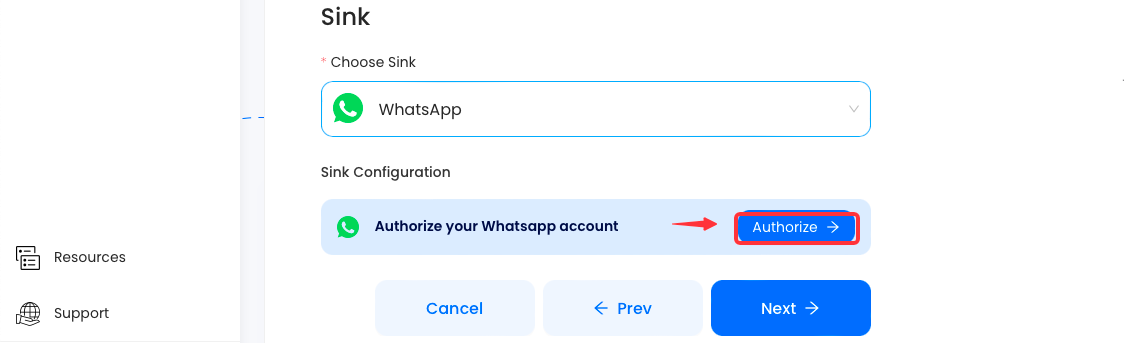 Sink
* Choose Sink
WhatsApp
Sink Configuration
Authorize your Whatsapp account
Authorize →
Resources
Support
Cancel
← Prev
Next →